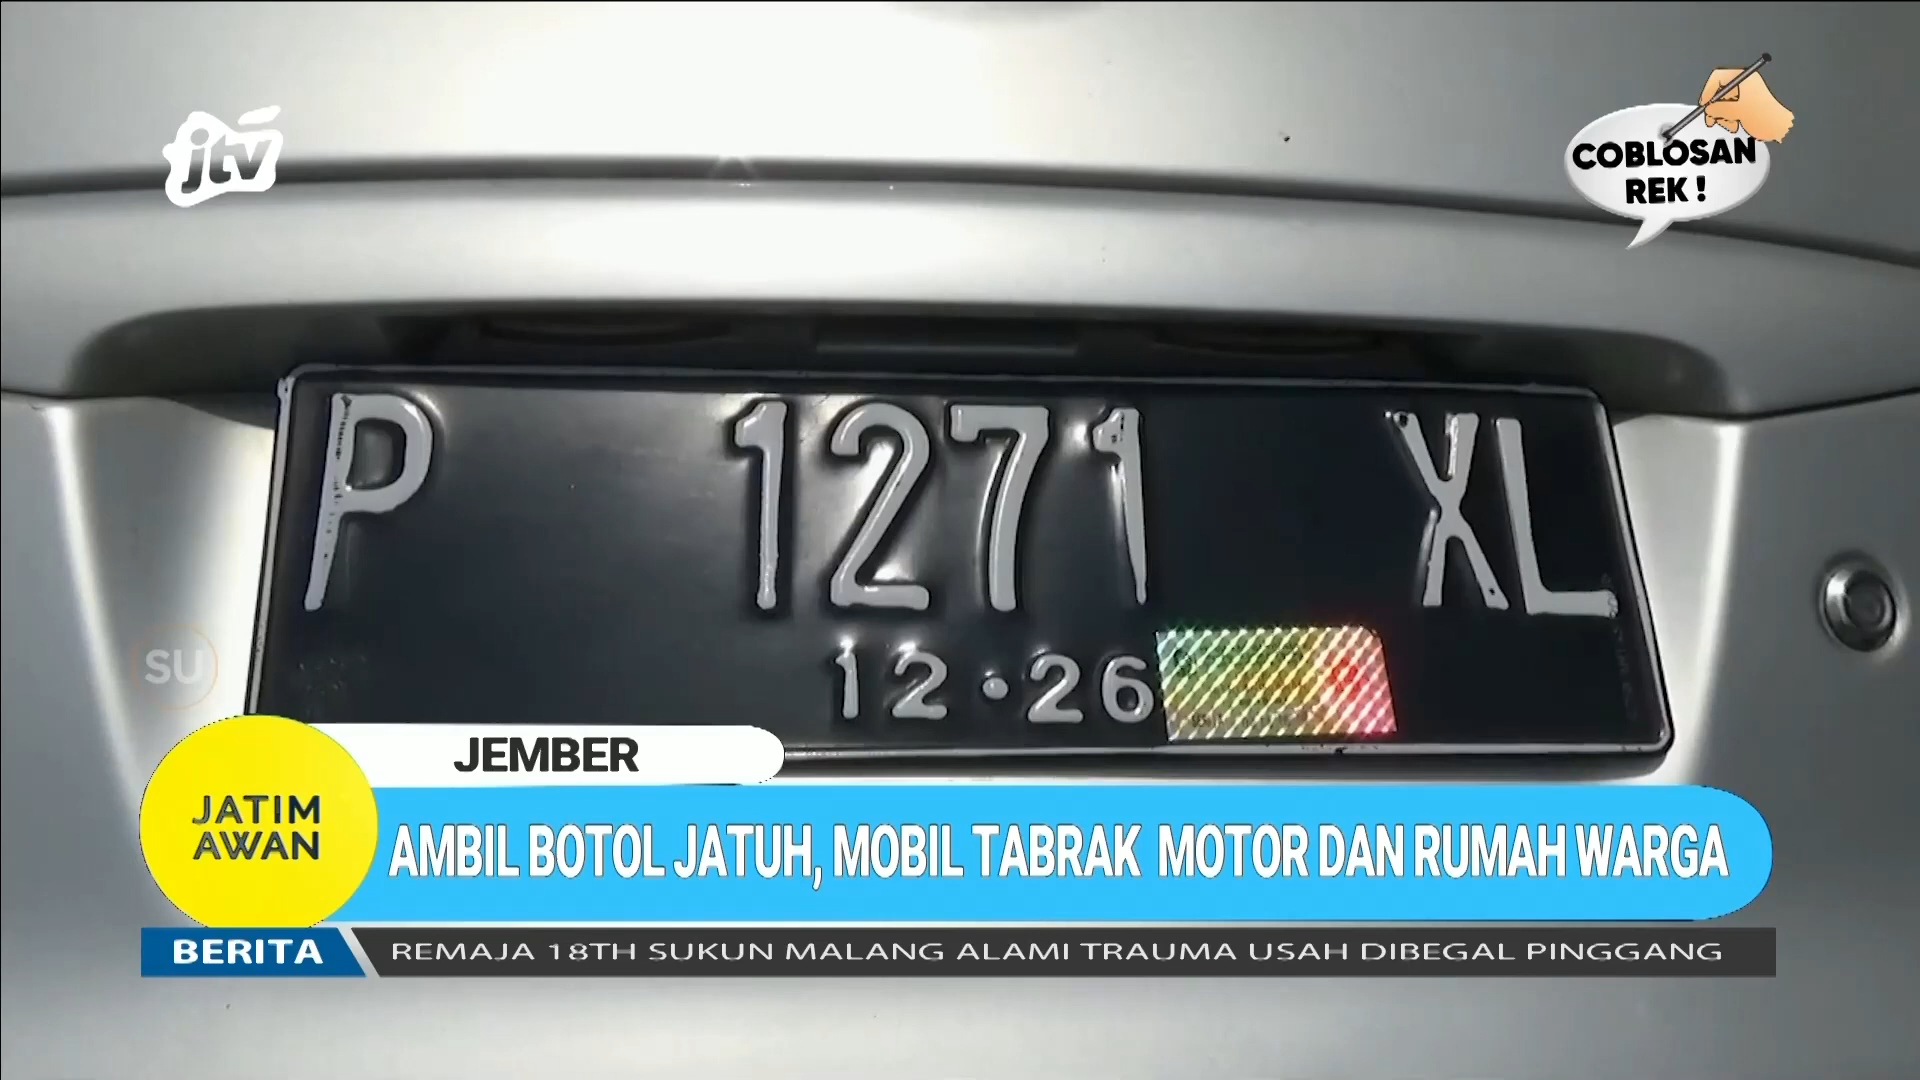 jtv
COBLOSAN
REK !
P 1271 XL
12 • 26
SU
JEMBER
JATIM
AWAN
AMBIL BOTOL JATUH, MOBIL TABRAK MOTOR DAN RUMAH WARGA
BERITA
REMAJA 18TH SUKUN MALANG ALAMI TRAUMA USAH DIBEGAL PINGGANG